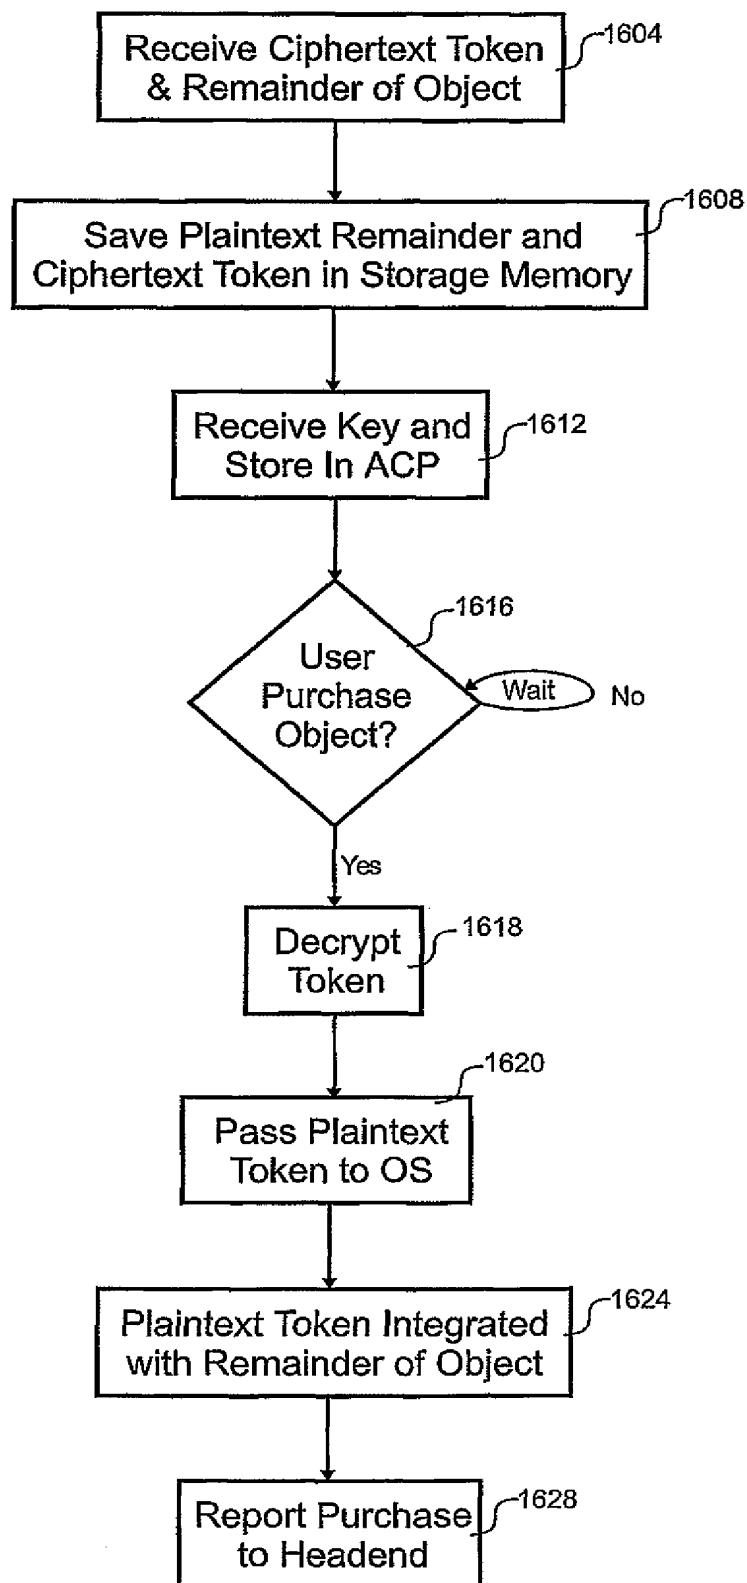 Receive Ciphertext Token
& Remainder of Object
1604
Save Plaintext Remainder and
Ciphertext Token in Storage Memory
1608
Receive Key and
Store In ACP
1612
User
Purchase
Object?
1616
Wait
No
Yes
Decrypt
Token
1618
Pass Plaintext
Token to OS
1620
Plaintext Token Integrated
with Remainder of Object
1624
Report Purchase
to Headend
1628